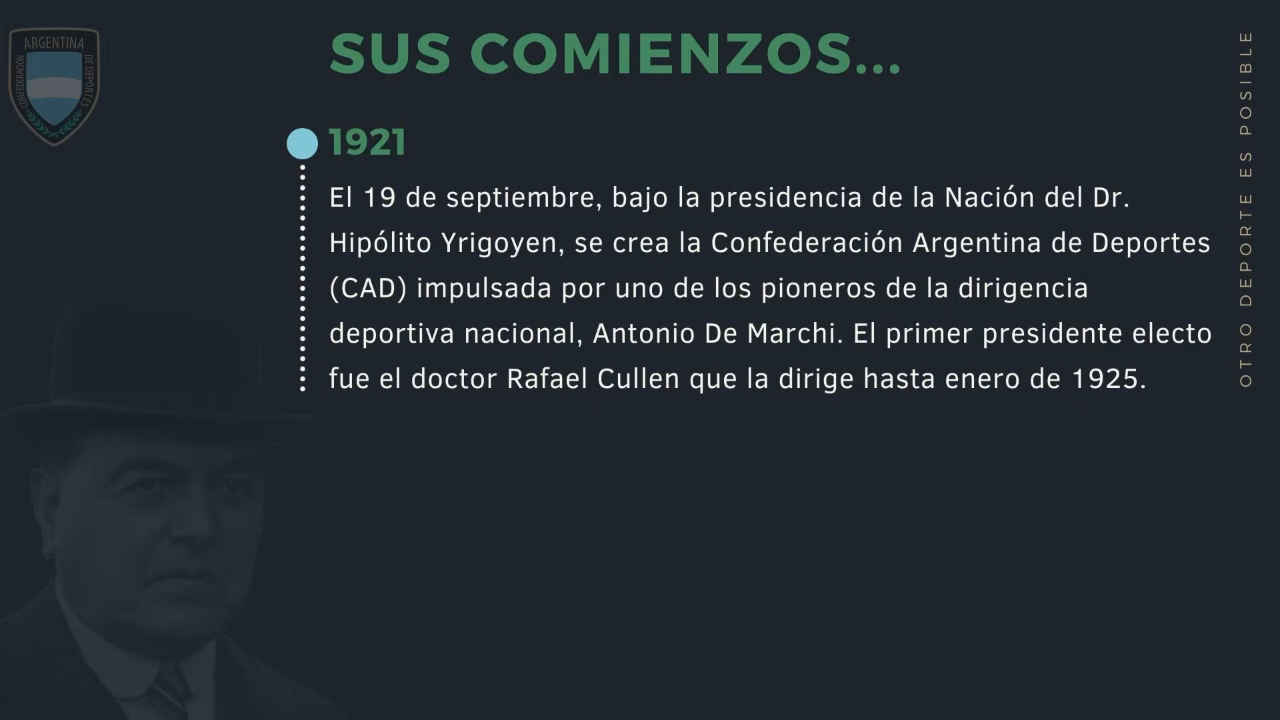 ARGENTINA
CONFEDERACIÓN
DE DEPORTES
SUS COMIENZOS...
1921
El 19 de septiembre, bajo la presidencia de la Nación del Dr.
Hipólito Yrigoyen, se crea la Confederación Argentina de Deportes
(CAD) impulsada por uno de los pioneros de la dirigencia
deportiva nacional, Antonio De Marchi. El primer presidente electo
fue el doctor Rafael Cullen que la dirige hasta enero de 1925.
OTRO DEPORTE ES POSIBLE